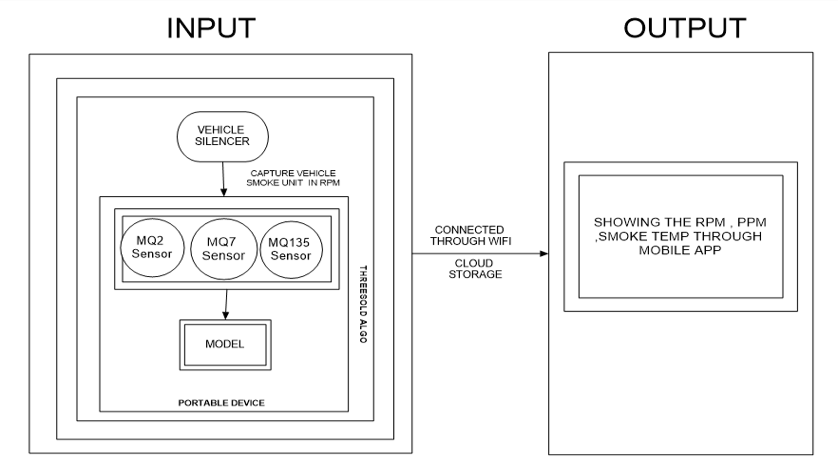 INPUT
OUTPUT
VEHICLE
SILENCER
CAPTURE VEHICLE
SMOKE UNIT IN RPM
MQ2
Sensor
MQ7
Sensor
MQ135
Sensor
THREESOLD ALGO
MODEL
PORTABLE DEVICE
CONNECTED
THROUGH WIFI
CLOUD
STORAGE
SHOWING THE RPM , PPM
,SMOKE TEMP THROUGH
MOBILE APP